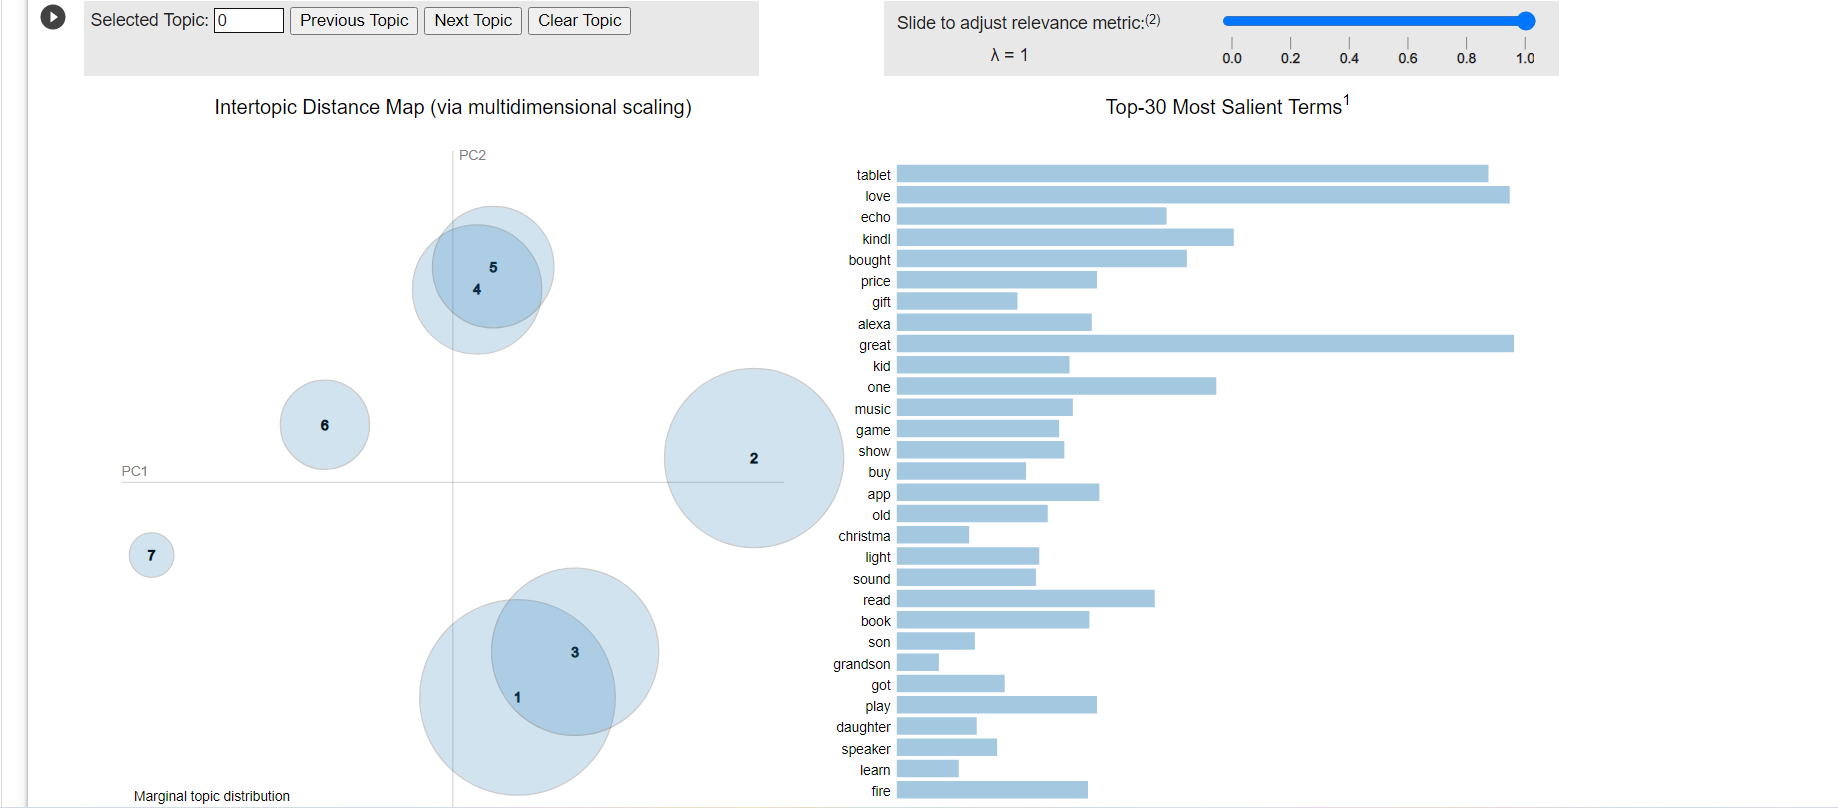 Selected Topic: 0 Previous Topic Next Topic Clear Topic
Slide to adjust relevance metric:(2)
λ = 1
0.0 0.2 0.4 0.6 0.8 1.0
Intertopic Distance Map (via multidimensional scaling)
PC2
5
4
6
2
PC1
7
3
1
Marginal topic distribution
Top-30 Most Salient Terms1
tablet
love
echo
kindl
bought
price
gift
alexa
great
kid
one
music
game
show
buy
app
old
christma
light
sound
read
book
son
grandson
got
play
daughter
speaker
learn
fire